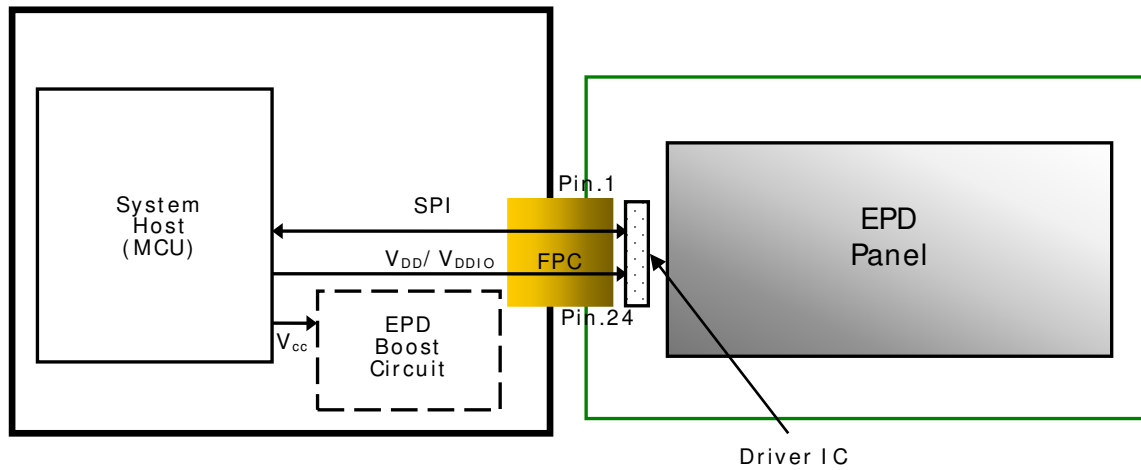 System
Host
(MCU)
SPI
VDD/ VDDIO
Vcc
EPD
Boost
Circuit
Pin.1
FPC
Pin.24
EPD
Panel
Driver IC